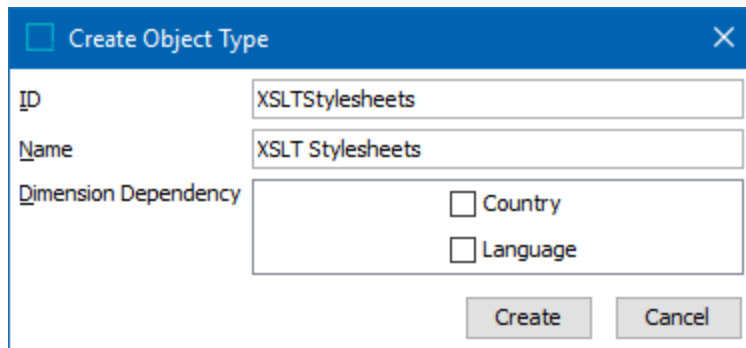 Create Object Type
ID XSLTStylesheets
Name XSLT Stylesheets
Dimension Dependency Country
Language
Create Cancel